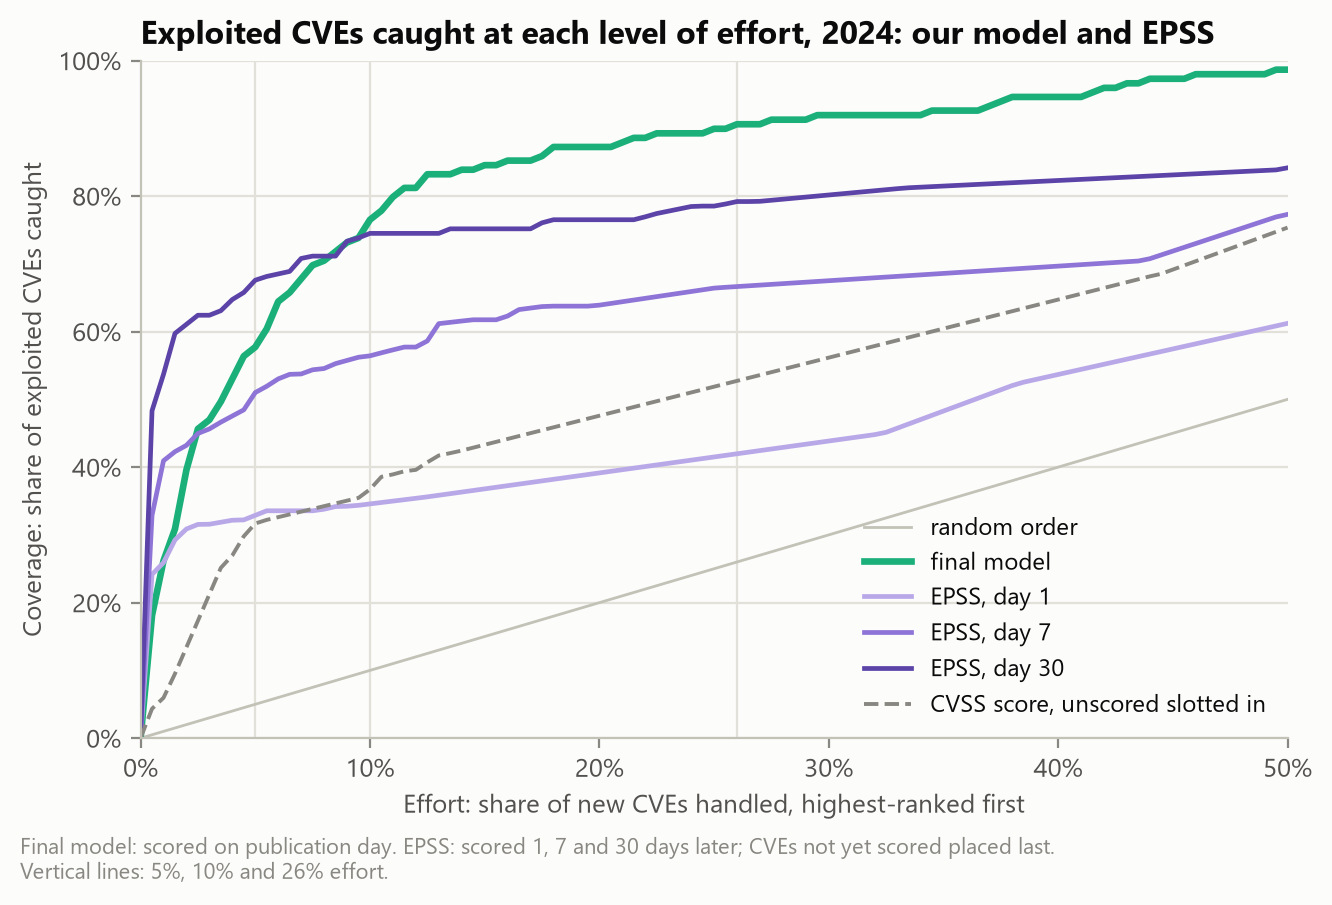 Exploited CVEs caught at each level of effort, 2024: our model and EPSS
Coverage: share of exploited CVEs caught
100%
80%
60%
40%
20%
0%
random order
final model
EPSS, day 1
EPSS, day 7
EPSS, day 30
CVSS score, unscored slotted in
0%
10%
20%
30%
40%
50%
Effort: share of new CVEs handled, highest-ranked first
Final model: scored on publication day. EPSS: scored 1, 7 and 30 days later; CVEs not yet scored placed last.
Vertical lines: 5%, 10% and 26% effort.